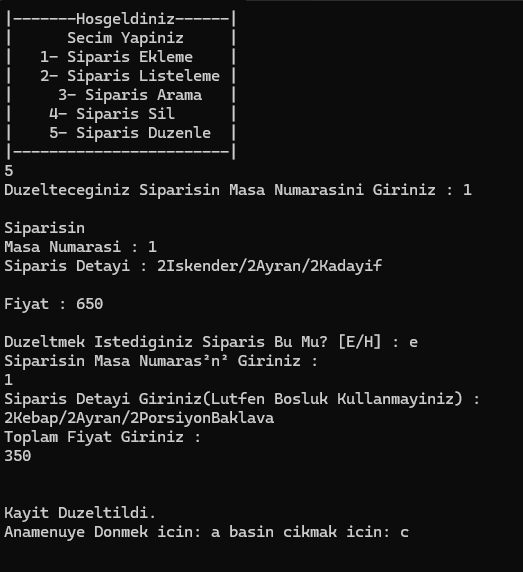 |-------Hosgeldiniz------|
|      Secim Yapiniz     |
|   1- Siparis Ekleme    |
|   2- Siparis Listeleme |
|     3- Siparis Arama   |
|    4- Siparis Sil      |
|    5- Siparis Duzenle  |
|------------------------|
5
Duzelteceginiz Siparisin Masa Numarasini Giriniz : 1
Siparisin
Masa Numarasi : 1
Siparis Detayi : 2Iskender/2Ayran/2Kadayif
Fiyat : 650
Duzeltmek Istediginiz Siparis Bu Mu? [E/H] : e
Siparisin Masa Numaras²n² Giriniz :
1
Siparis Detayi Giriniz(Lutfen Bosluk Kullanmayiniz) :
2Kebap/2Ayran/2PorsiyonBaklava
Toplam Fiyat Giriniz :
350
Kayit Duzeltildi.
Anamenuye Donmek icin: a basin cikmak icin: c